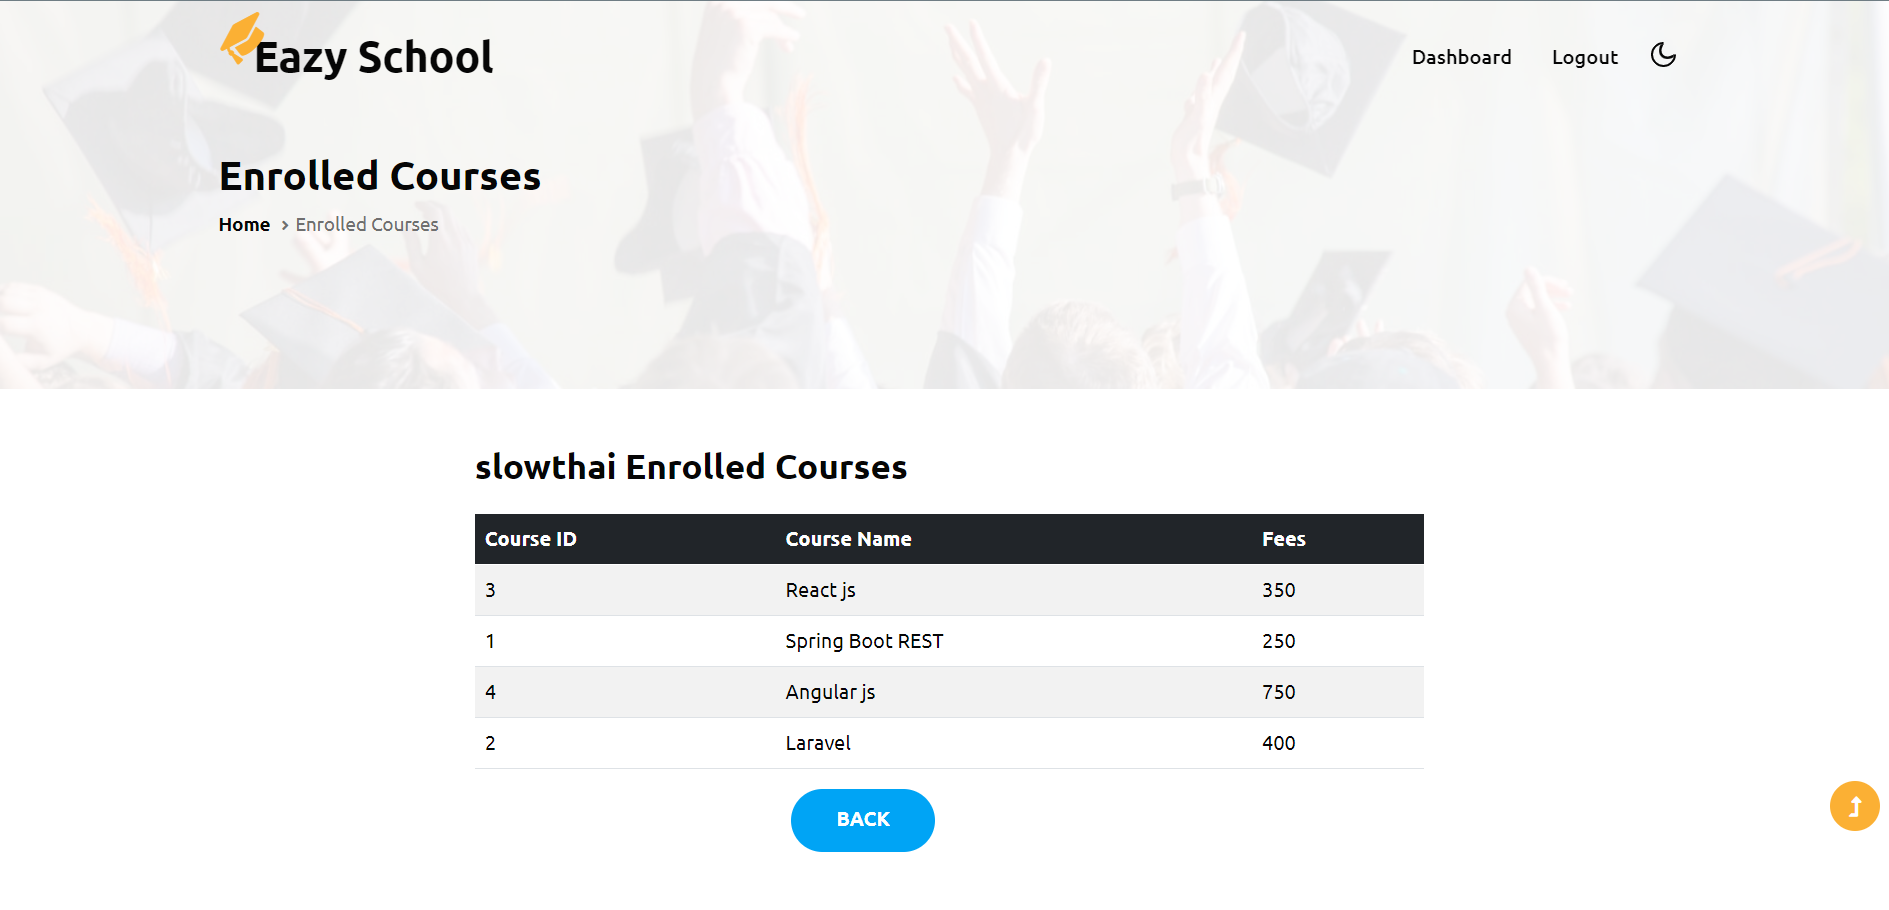 Eazy School
Dashboard Logout
Enrolled Courses
Home > Enrolled Courses
slowthai Enrolled Courses
Course ID Course Name Fees
3 React js 350
1 Spring Boot REST 250
4 Angular js 750
2 Laravel 400
BACK